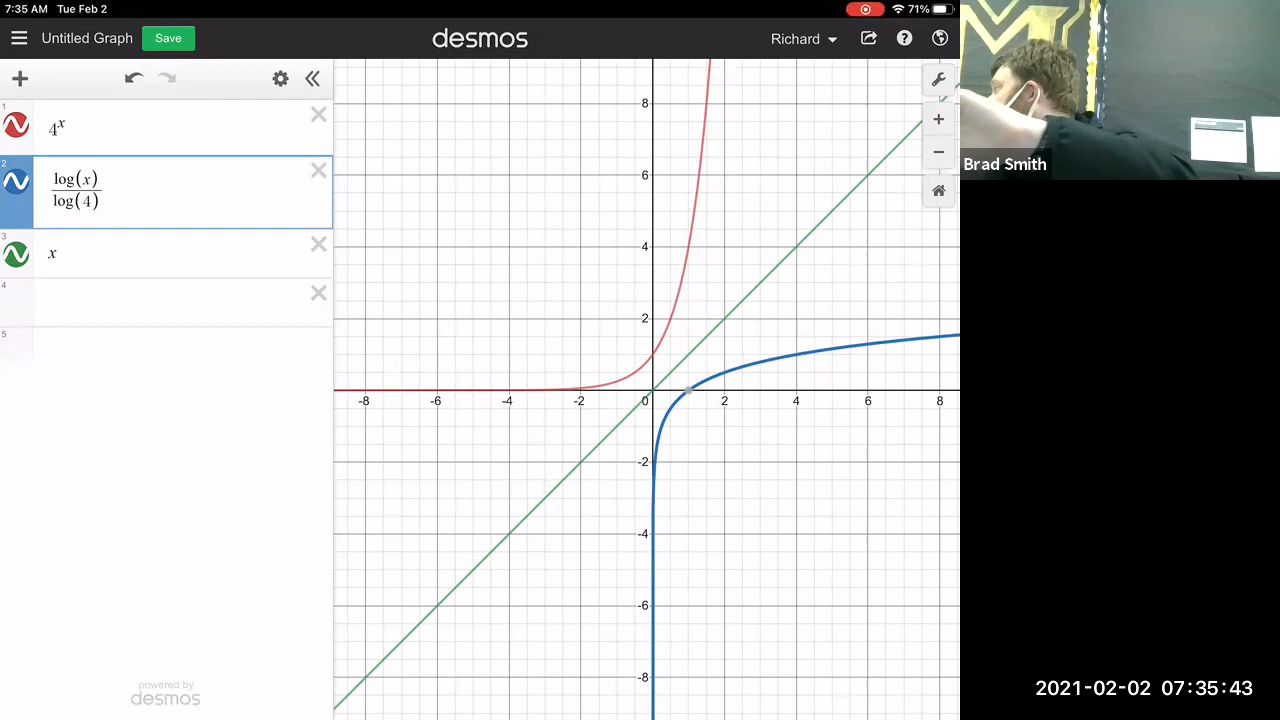 7:35 AM Tue Feb 2
71%
Untitled Graph
Save
desmos
Richard
1
4^x
2
log(x)
log(4)
3
x
4
5
powered by
desmos
8
6
4
2
-8 -6 -4 -2 0 2 4 6 8
-2
-4
-6
-8
Brad Smith
2021-02-02 07:35:43